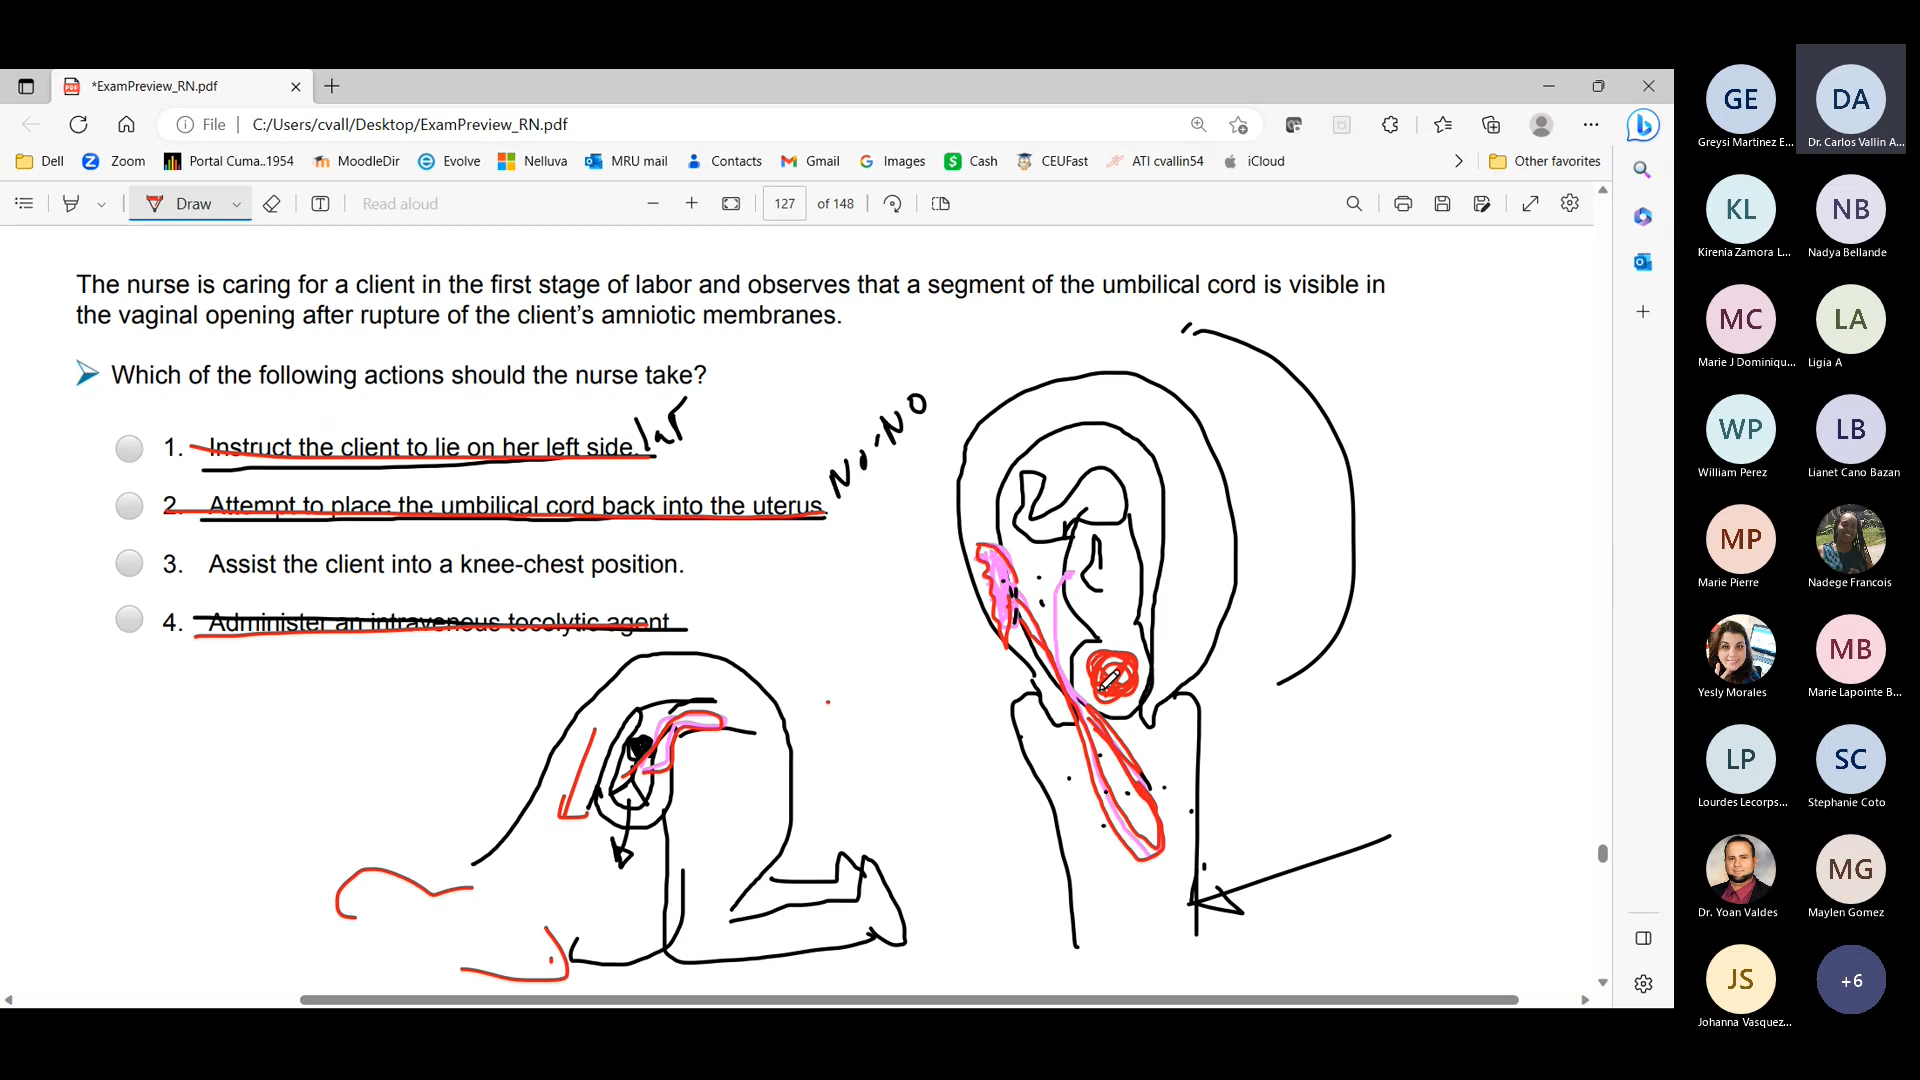 *ExamPreview_RN.pdf
File
C:/Users/cvall/Desktop/ExamPreview_RN.pdf
Dell Zoom Portal Cuma..1954 MoodleDir Evolve Nelluva MRU mail Contacts Gmail Images Cash CEUFast ATI cvallin54 iCloud Other favorites
Draw Read aloud 127 of 148
The nurse is caring for a client in the first stage of labor and observes that a segment of the umbilical cord is visible in
the vaginal opening after rupture of the client's amniotic membranes.
Which of the following actions should the nurse take?
1. Instruct the client to lie on her left side.
2. Attempt to place the umbilical cord back into the uterus.
No-No
3. Assist the client into a knee-chest position.
4. Administer an intravenous tocolytic agent
GE DA
Greysi Martinez E... Dr. Carlos Vallin A...
KL NB
Kirenia Zamora L... Nadya Bellande
MC LA
Marie J Dominiqu... Ligia A
WP LB
William Perez Lianet Cano Bazan
MP
Marie Pierre Nadege Francois
MB
Yesly Morales Marie Lapointe B...
LP SC
Lourdes Lecorps... Stephanie Coto
MG
Dr. Yoan Valdes Maylen Gomez
JS +6
Johanna Vasquez...